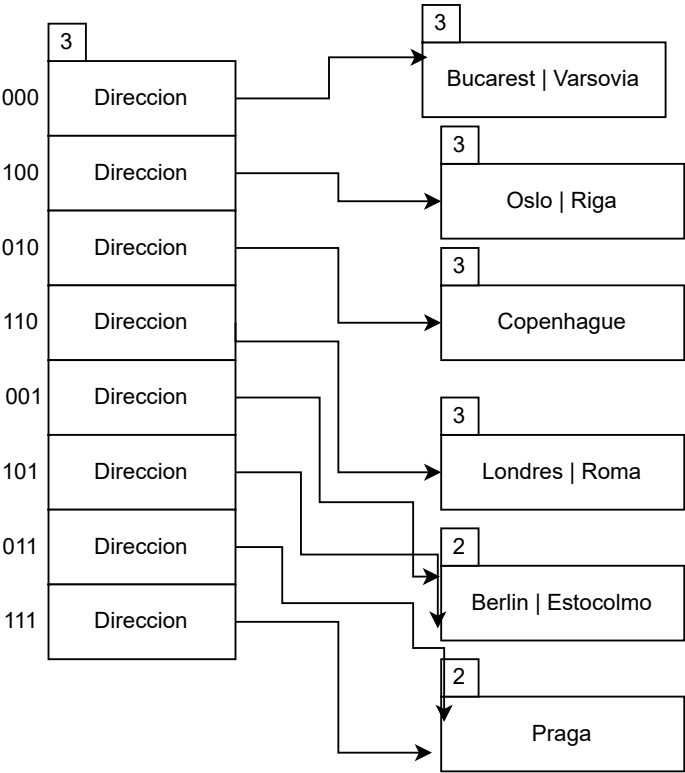 3
000 Direccion
100 Direccion
010 Direccion
110 Direccion
001 Direccion
101 Direccion
011 Direccion
111 Direccion
3
Bucarest | Varsovia
3
Oslo | Riga
3
Copenhague
3
Londres | Roma
2
Berlin | Estocolmo
2
Praga